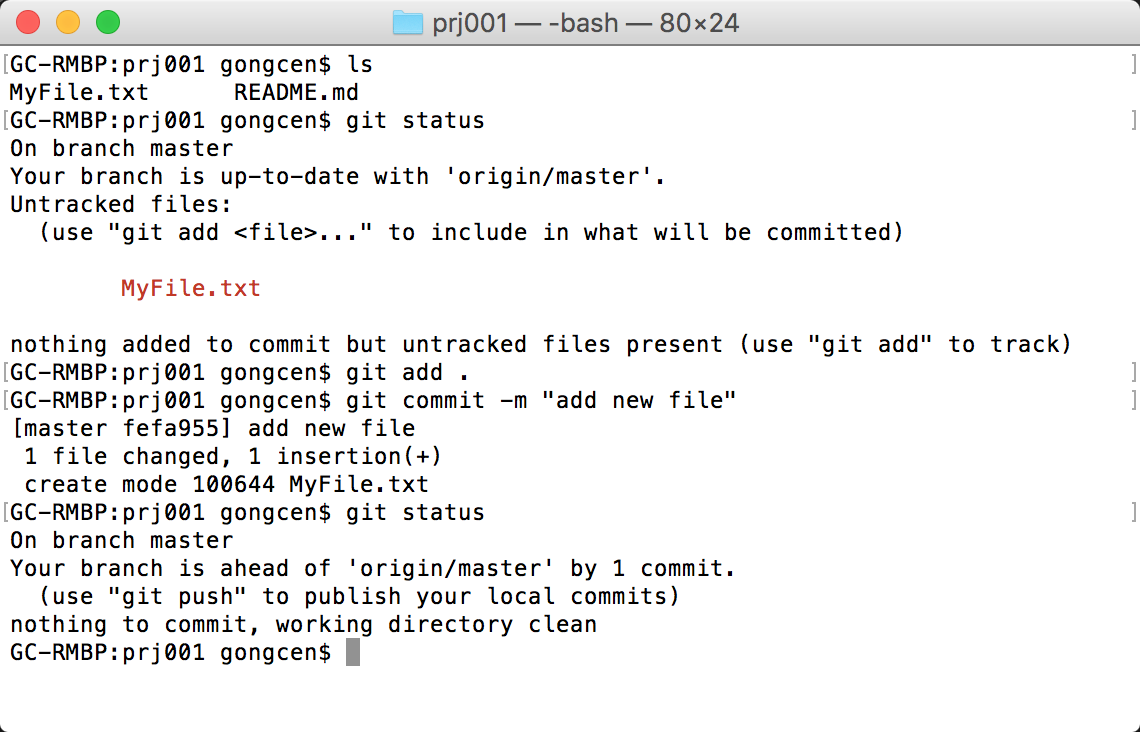 prj001 — -bash — 80×24
GC-RMBP:prj001 gongcen$ ls
MyFile.txt      README.md
GC-RMBP:prj001 gongcen$ git status
On branch master
Your branch is up-to-date with 'origin/master'.
Untracked files:
  (use "git add <file>..." to include in what will be committed)
        MyFile.txt
nothing added to commit but untracked files present (use "git add" to track)
GC-RMBP:prj001 gongcen$ git add .
GC-RMBP:prj001 gongcen$ git commit -m "add new file"
[master fefa955] add new file
 1 file changed, 1 insertion(+)
 create mode 100644 MyFile.txt
GC-RMBP:prj001 gongcen$ git status
On branch master
Your branch is ahead of 'origin/master' by 1 commit.
  (use "git push" to publish your local commits)
nothing to commit, working directory clean
GC-RMBP:prj001 gongcen$